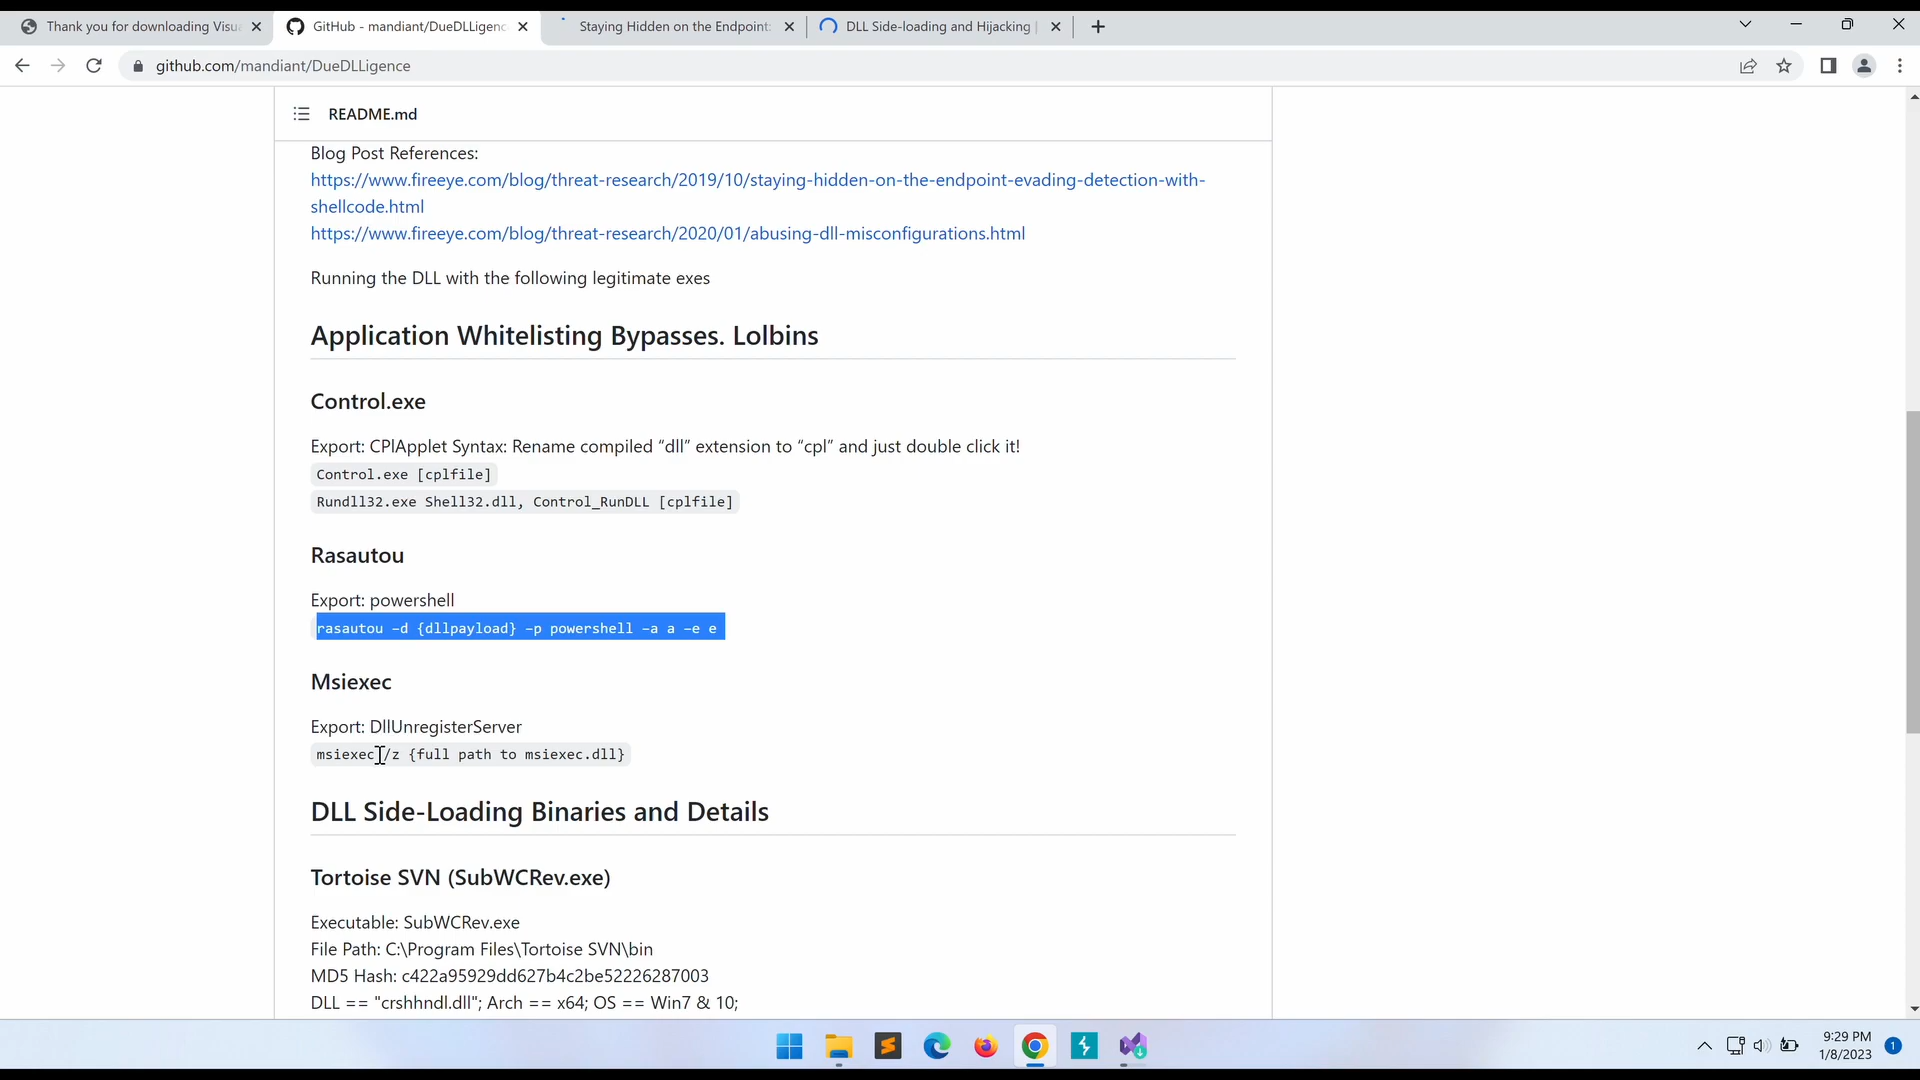 Thank you for downloading Visua
GitHub - mandiant/DueDLLigenc
Staying Hidden on the Endpoint:
DLL Side-loading and Hijacking |
github.com/mandiant/DueDLLigence
README.md
Blog Post References:
https://www.fireeye.com/blog/threat-research/2019/10/staying-hidden-on-the-endpoint-evading-detection-with-
shellcode.html
https://www.fireeye.com/blog/threat-research/2020/01/abusing-dll-misconfigurations.html
Running the DLL with the following legitimate exes
Application Whitelisting Bypasses. Lolbins
Control.exe
Export: CPlApplet Syntax: Rename compiled “dll” extension to “cpl” and just double click it!
Control.exe [cplfile]
Rundll32.exe Shell32.dll, Control_RunDLL [cplfile]
Rasautou
Export: powershell
rasautou –d {dllpayload} –p powershell –a a –e e
Msiexec
Export: DllUnregisterServer
msiexec /z {full path to msiexec.dll}
DLL Side-Loading Binaries and Details
Tortoise SVN (SubWCRev.exe)
Executable: SubWCRev.exe
File Path: C:\Program Files\Tortoise SVN\bin
MD5 Hash: c422a95929dd627b4c2be52226287003
DLL == "crshhndl.dll"; Arch == x64; OS == Win7 & 10;
9:29 PM
1/8/2023
1